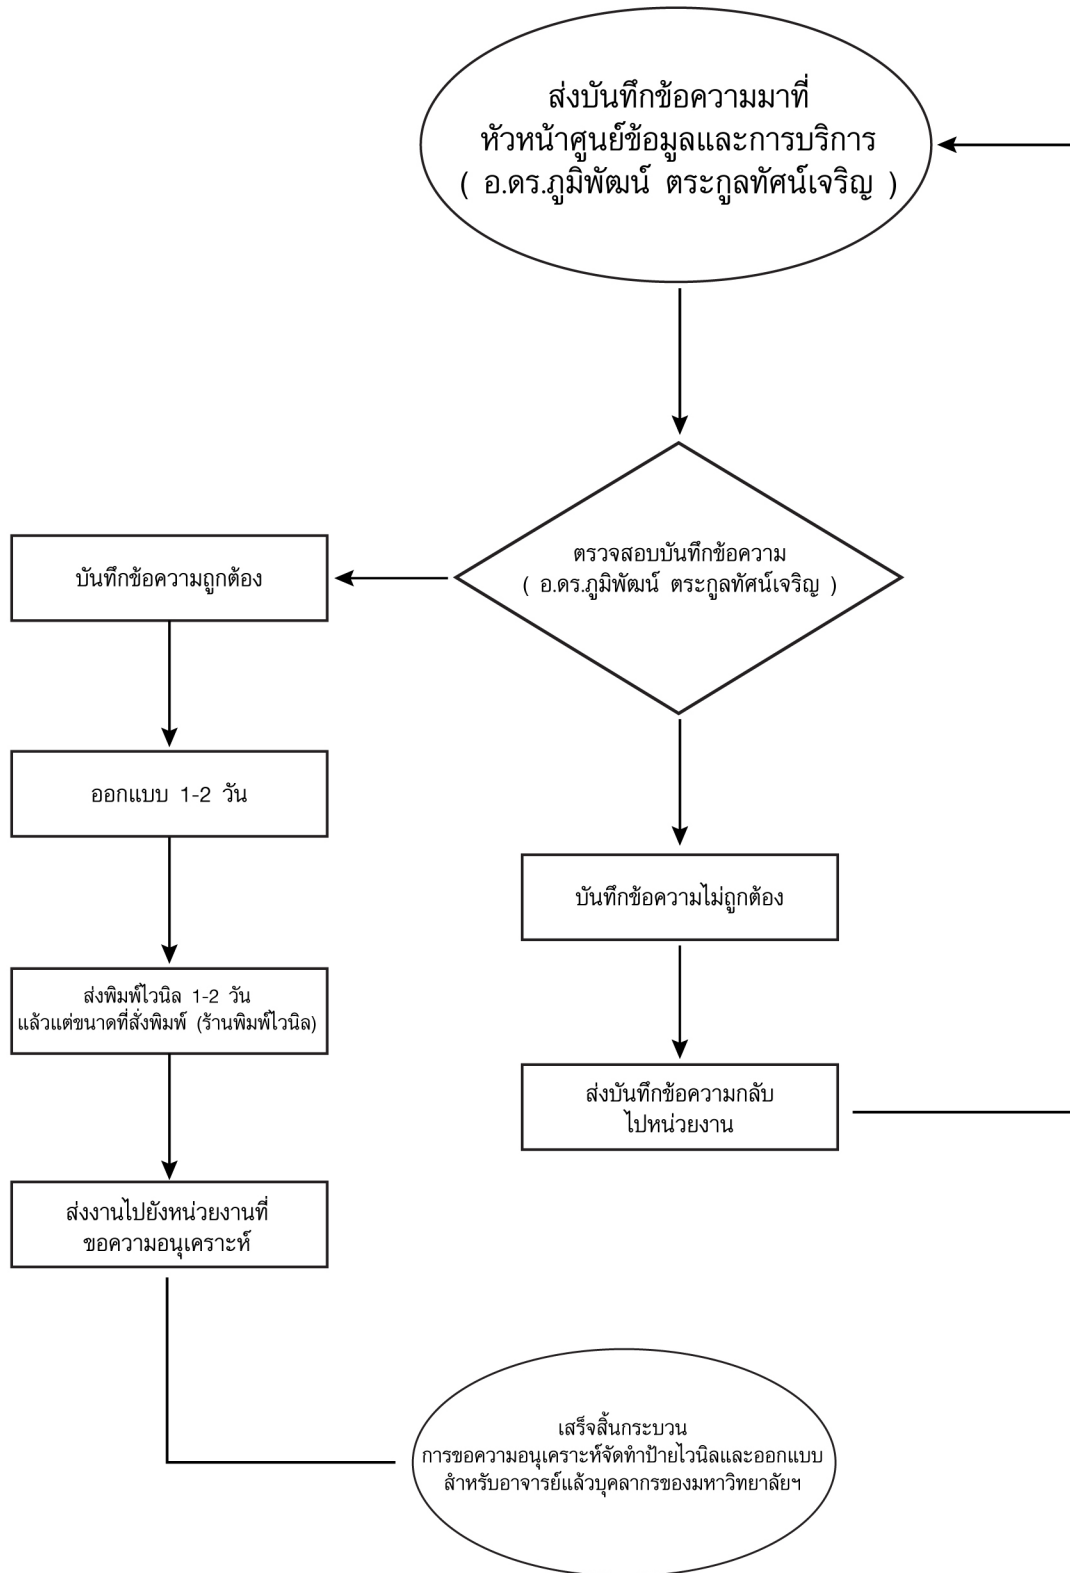 ส่งบันทึกข้อความมาที่
หัวหน้าศูนย์ข้อมูลและการบริการ
( อ.ดร.ภูมิพัฒน์ ตระกูลทัศน์เจริญ )
ตรวจสอบบันทึกข้อความ
( อ.ดร.ภูมิพัฒน์ ตระกูลทัศน์เจริญ )
บันทึกข้อความถูกต้อง
ออกแบบ 1-2 วัน
ส่งพิมพ์ไวนิล 1-2 วัน
แล้วแต่ขนาดที่สั่งพิมพ์ (ร้านพิมพ์ไวนิล)
ส่งงานไปยังหน่วยงานที่
ขอความอนุเคราะห์
บันทึกข้อความไม่ถูกต้อง
ส่งบันทึกข้อความกลับ
ไปหน่วยงาน
เสร็จสิ้นกระบวน
การขอความอนุเคราะห์จัดทำป้ายไวนิลและออกแบบ
สำหรับอาจารย์แล้วบุคลากรของมหาวิทยาลัยฯ